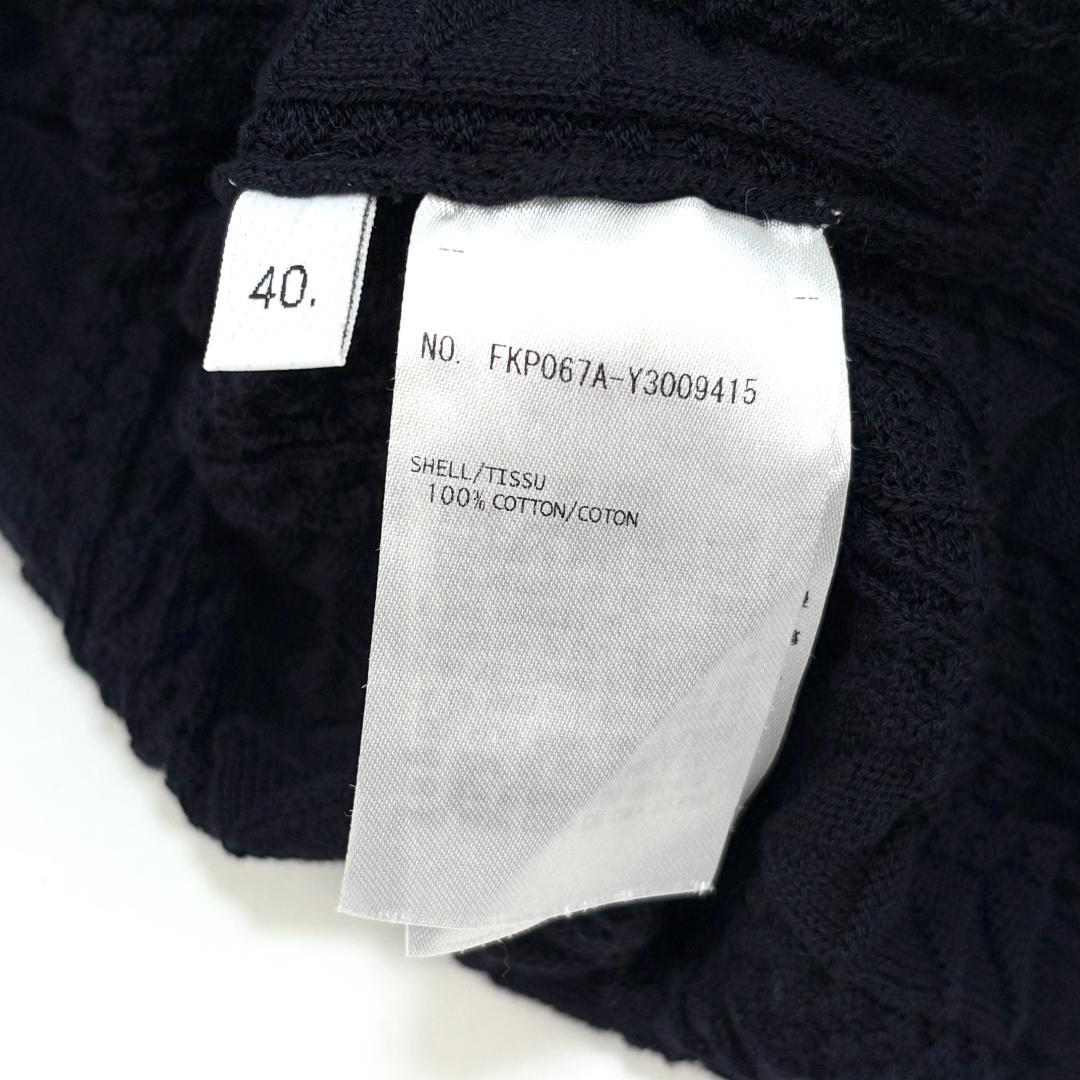 40.
NO. FKP067A-Y3009415
SHELL/TISSU
100% COTTON/COTON